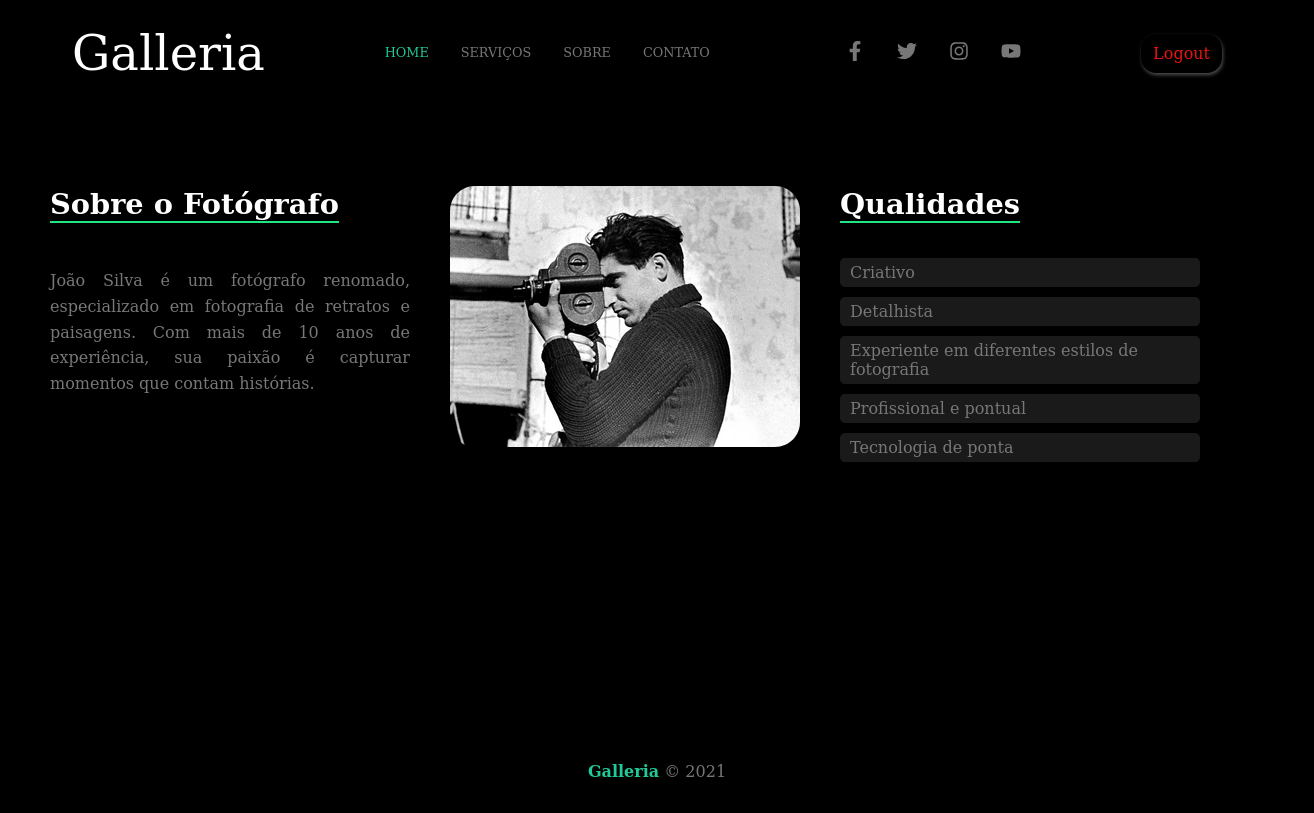 Galleria
HOME SERVIÇOS SOBRE CONTATO
Logout
Sobre o Fotógrafo
João Silva é um fotógrafo renomado,
especializado em fotografia de retratos e
paisagens. Com mais de 10 anos de
experiência, sua paixão é capturar
momentos que contam histórias.
Qualidades
Criativo
Detalhista
Experiente em diferentes estilos de
fotografia
Profissional e pontual
Tecnologia de ponta
Galleria © 2021